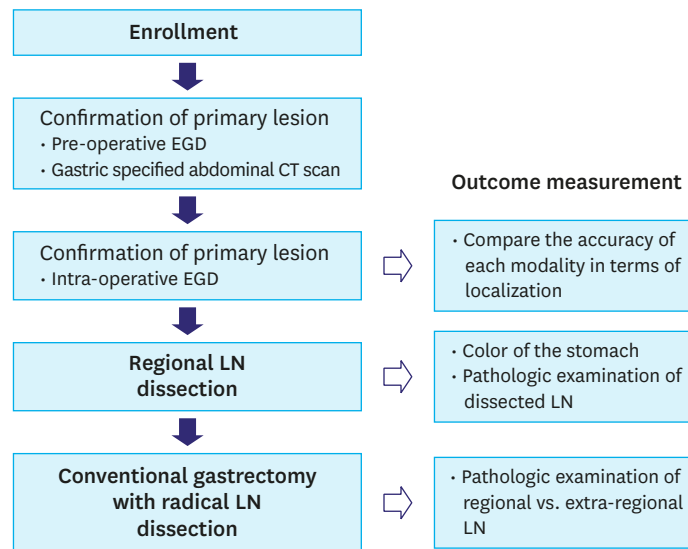 Enrollment
Confirmation of primary lesion
· Pre-operative EGD
· Gastric specified abdominal CT scan
Outcome measurement
Confirmation of primary lesion
· Intra-operative EGD
· Compare the accuracy of
each modality in terms of
localization
Regional LN
dissection
· Color of the stomach
· Pathologic examination of
dissected LN
Conventional gastrectomy
with radical LN
dissection
· Pathologic examination of
regional vs. extra-regional
LN